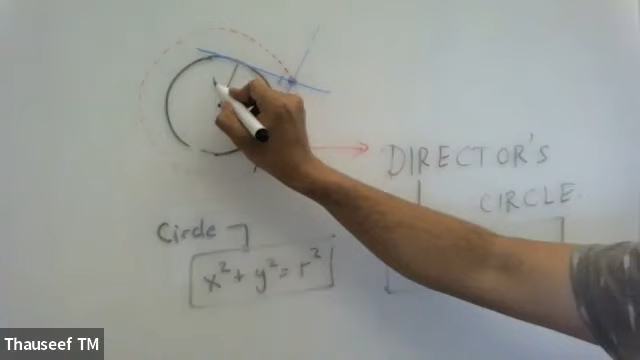 DIRECTOR'S
CIRCLE.
Circle
x² + y² = r²
Thauseef TM